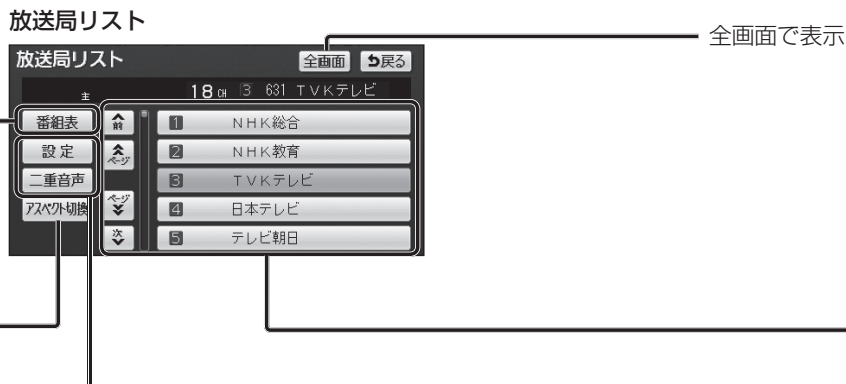 放送局リスト
全画面で表示
放送局リスト 全画面 戻る
主 18CH 3 631 TVKテレビ
番組表 前 1 NHK総合
設定 ページ 2 NHK教育
二重音声 3 TVKテレビ
アスペクト切換 ページ 4 日本テレビ
次 5 テレビ朝日